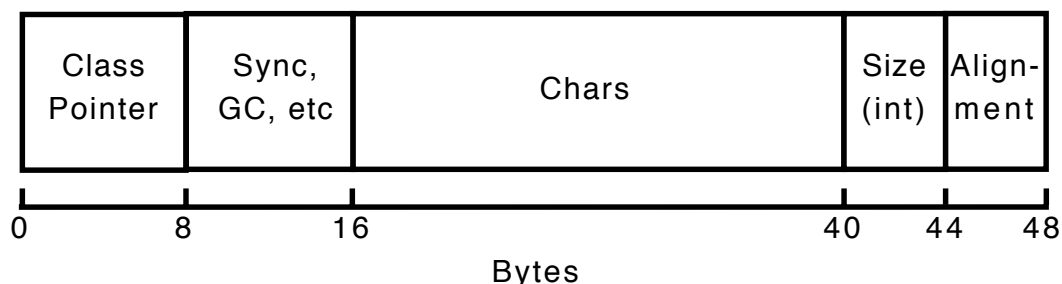 Class
Pointer
Sync,
GC, etc
Chars
Size
(int)
Align-
ment
0 8 16 40 44 48
Bytes